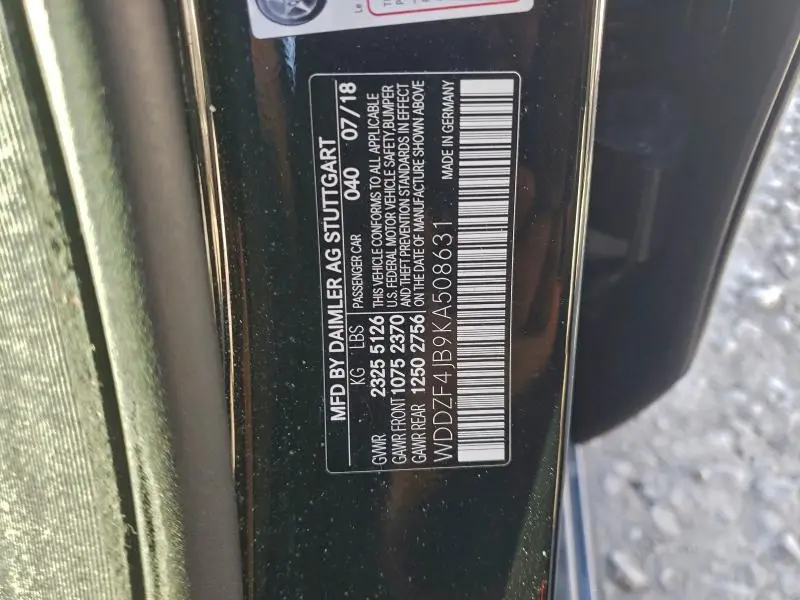 MFD BY DAIMLER AG STUTTGART
KG LBS PASSENGER CAR 040 07/18
GVWR 2325 5126
GAWR FRONT 1075 2370
GAWR REAR 1250 2756
THIS VEHICLE CONFORMS TO ALL APPLICABLE
U.S. FEDERAL MOTOR VEHICLE SAFETY,BUMPER
AND THEFT PREVENTION STANDARDS IN EFFECT
ON THE DATE OF MANUFACTURE SHOWN ABOVE
WDDZF4JB9KA508631 MADE IN GERMANY
Le